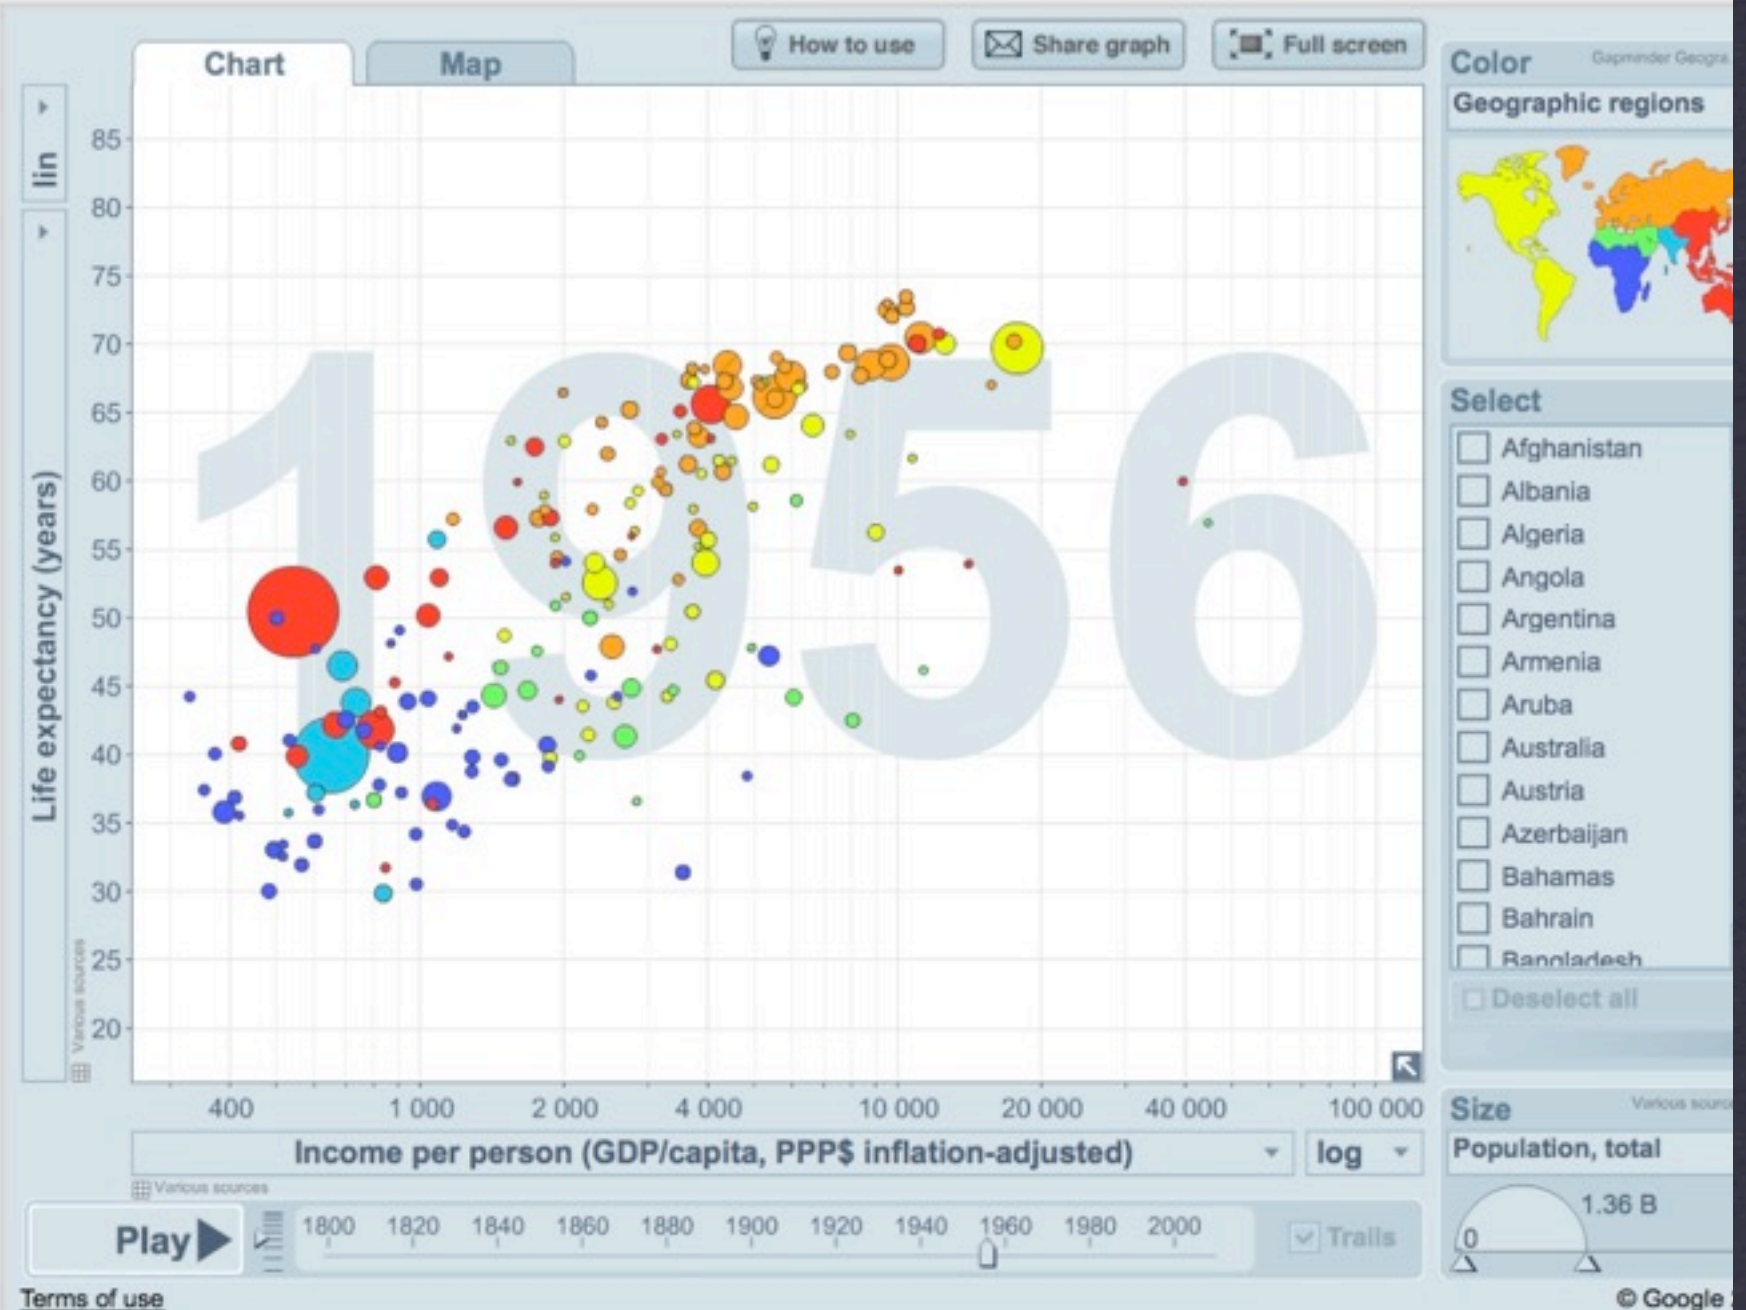 Chart
Map
How to use
Share graph
Full screen
lin
Life expectancy (years)
Various sources
85
80
75
70
65
60
55
50
45
40
35
30
25
20
1956
400
1 000
2 000
4 000
10 000
20 000
40 000
100 000
Income per person (GDP/capita, PPP$ inflation-adjusted)
log
Various sources
Play
1800
1820
1840
1860
1880
1900
1920
1940
1960
1980
2000
Trails
Terms of use
Color
Gapminder
Geographic regions
Select
Afghanistan
Albania
Algeria
Angola
Argentina
Armenia
Aruba
Australia
Austria
Azerbaijan
Bahamas
Bahrain
Bangladesh
Deselect all
Size
Various
Population, total
1.36 B
0
© Google